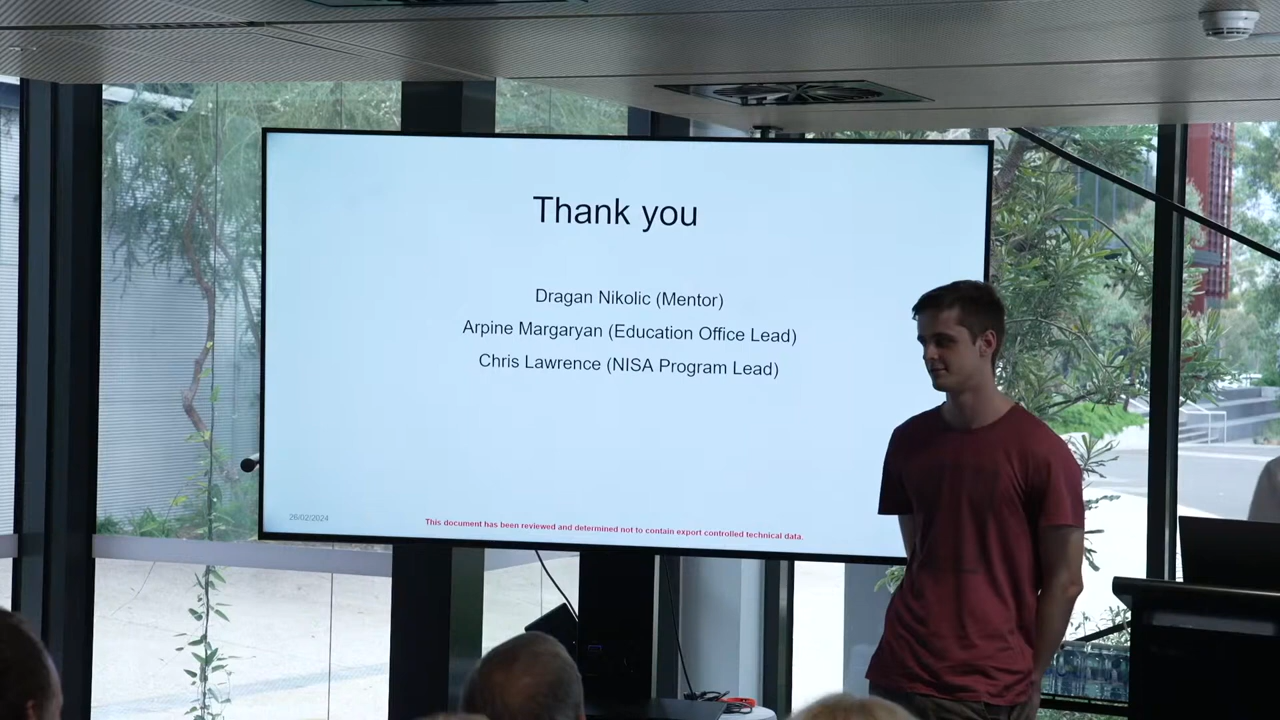 Thank you
Dragan Nikolic (Mentor)
Arpine Margaryan (Education Office Lead)
Chris Lawrence (NISA Program Lead)
26/02/2024
This document has been reviewed and determined not to contain export controlled technical data.